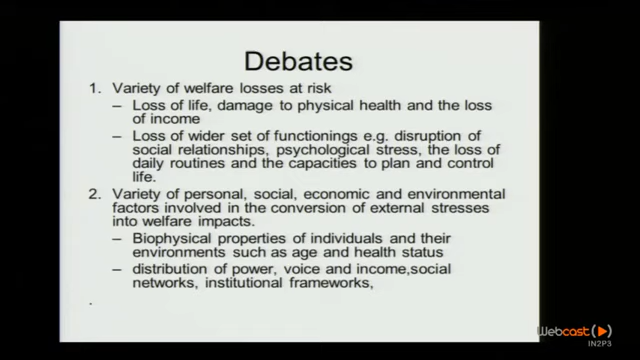 Debates
1. Variety of welfare losses at risk
– Loss of life, damage to physical health and the loss
of income
– Loss of wider set of functionings e.g. disruption of
social relationships, psychological stress, the loss of
daily routines and the capacities to plan and control
life.
2. Variety of personal, social, economic and environmental
factors involved in the conversion of external stresses
into welfare impacts.
– Biophysical properties of individuals and their
environments such as age and health status
– distribution of power, voice and income,social
networks, institutional frameworks,
.
Webcast
IN2P3